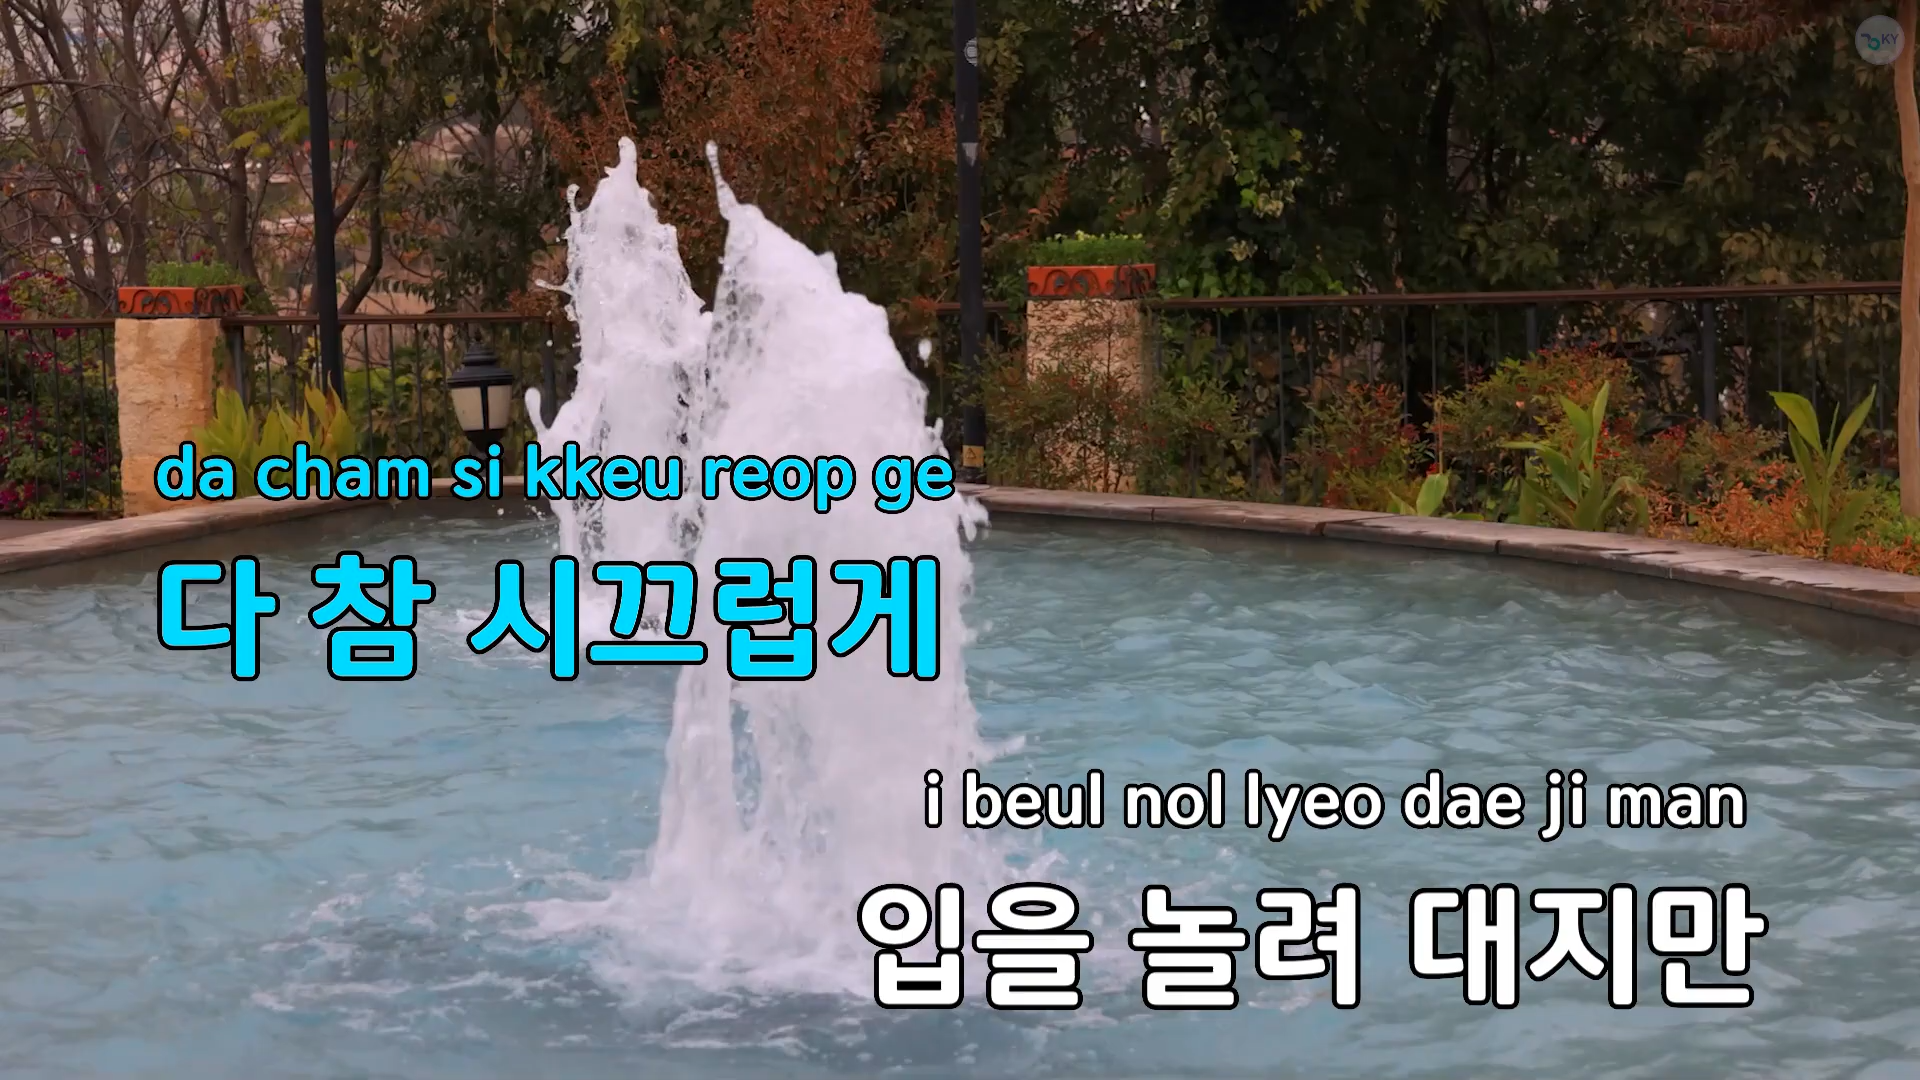 KY
da cham si kkeu reop ge
다 참 시끄럽게
i beul nol lyeo dae ji man
입을 놀려 대지만